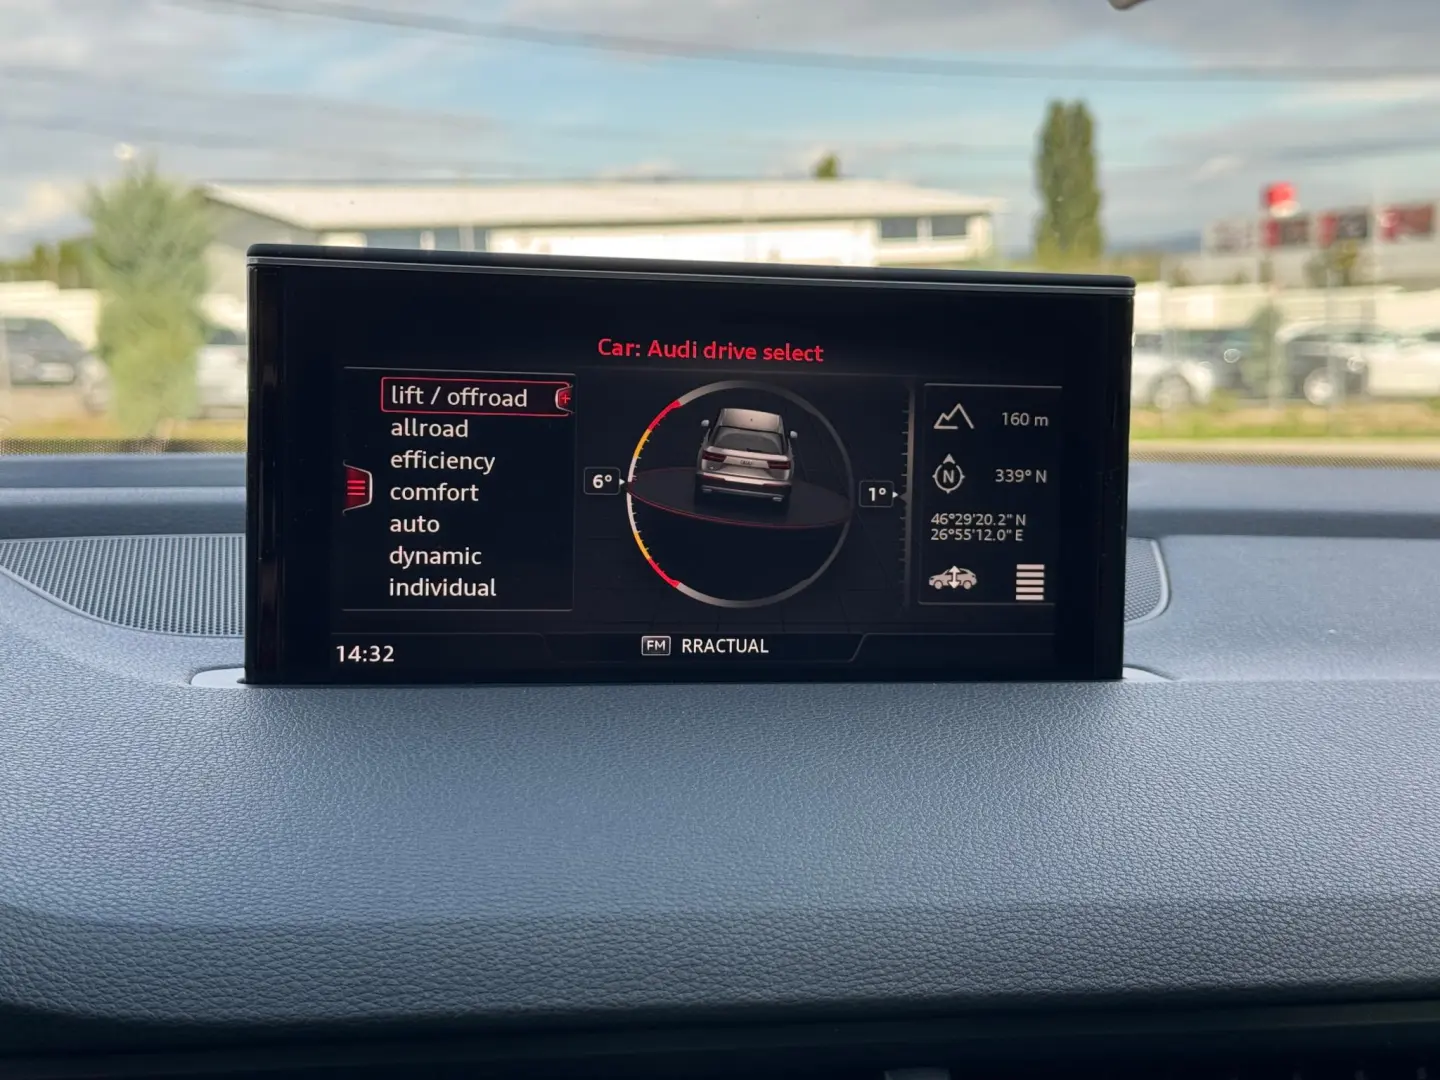 Car: Audi drive select
lift / offroad
allroad
efficiency
comfort
auto
dynamic
individual
6°
1°
160 m
N
339° N
46°29'20.2" N
26°55'12.0" E
14:32
FM RRACTUAL